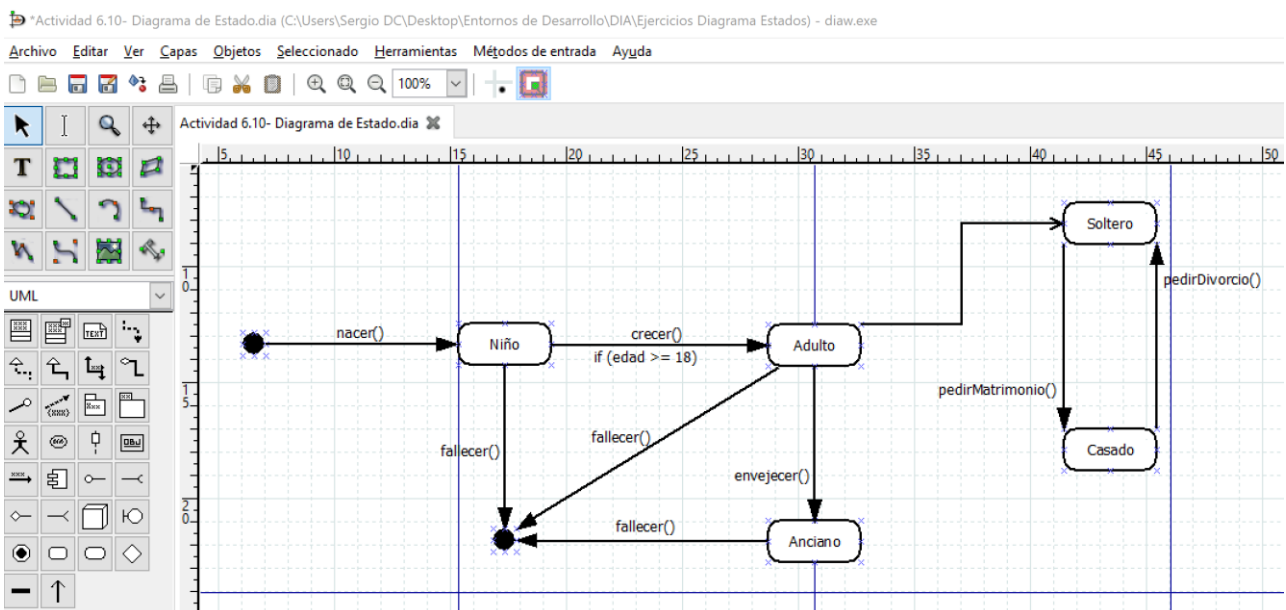 *Actividad 6.10- Diagrama de Estado.dia (C:\Users\Sergio DC\Desktop\Entornos de Desarrollo\DIA\Ejercicios Diagrama Estados) - diaw.exe
Archivo Editar Ver Capas Objetos Seleccionado Herramientas Métodos de entrada Ayuda
100%
Actividad 6.10- Diagrama de Estado.dia
5 10 15 20 25 30 35 40 45 50
T
UML
TEXT
OBJ
10
15
20
Soltero
pedirDivorcio()
nacer()
Niño
crecer()
if (edad >= 18)
Adulto
pedirMatrimonio()
Casado
fallecer()
fallecer()
envejecer()
fallecer()
Anciano